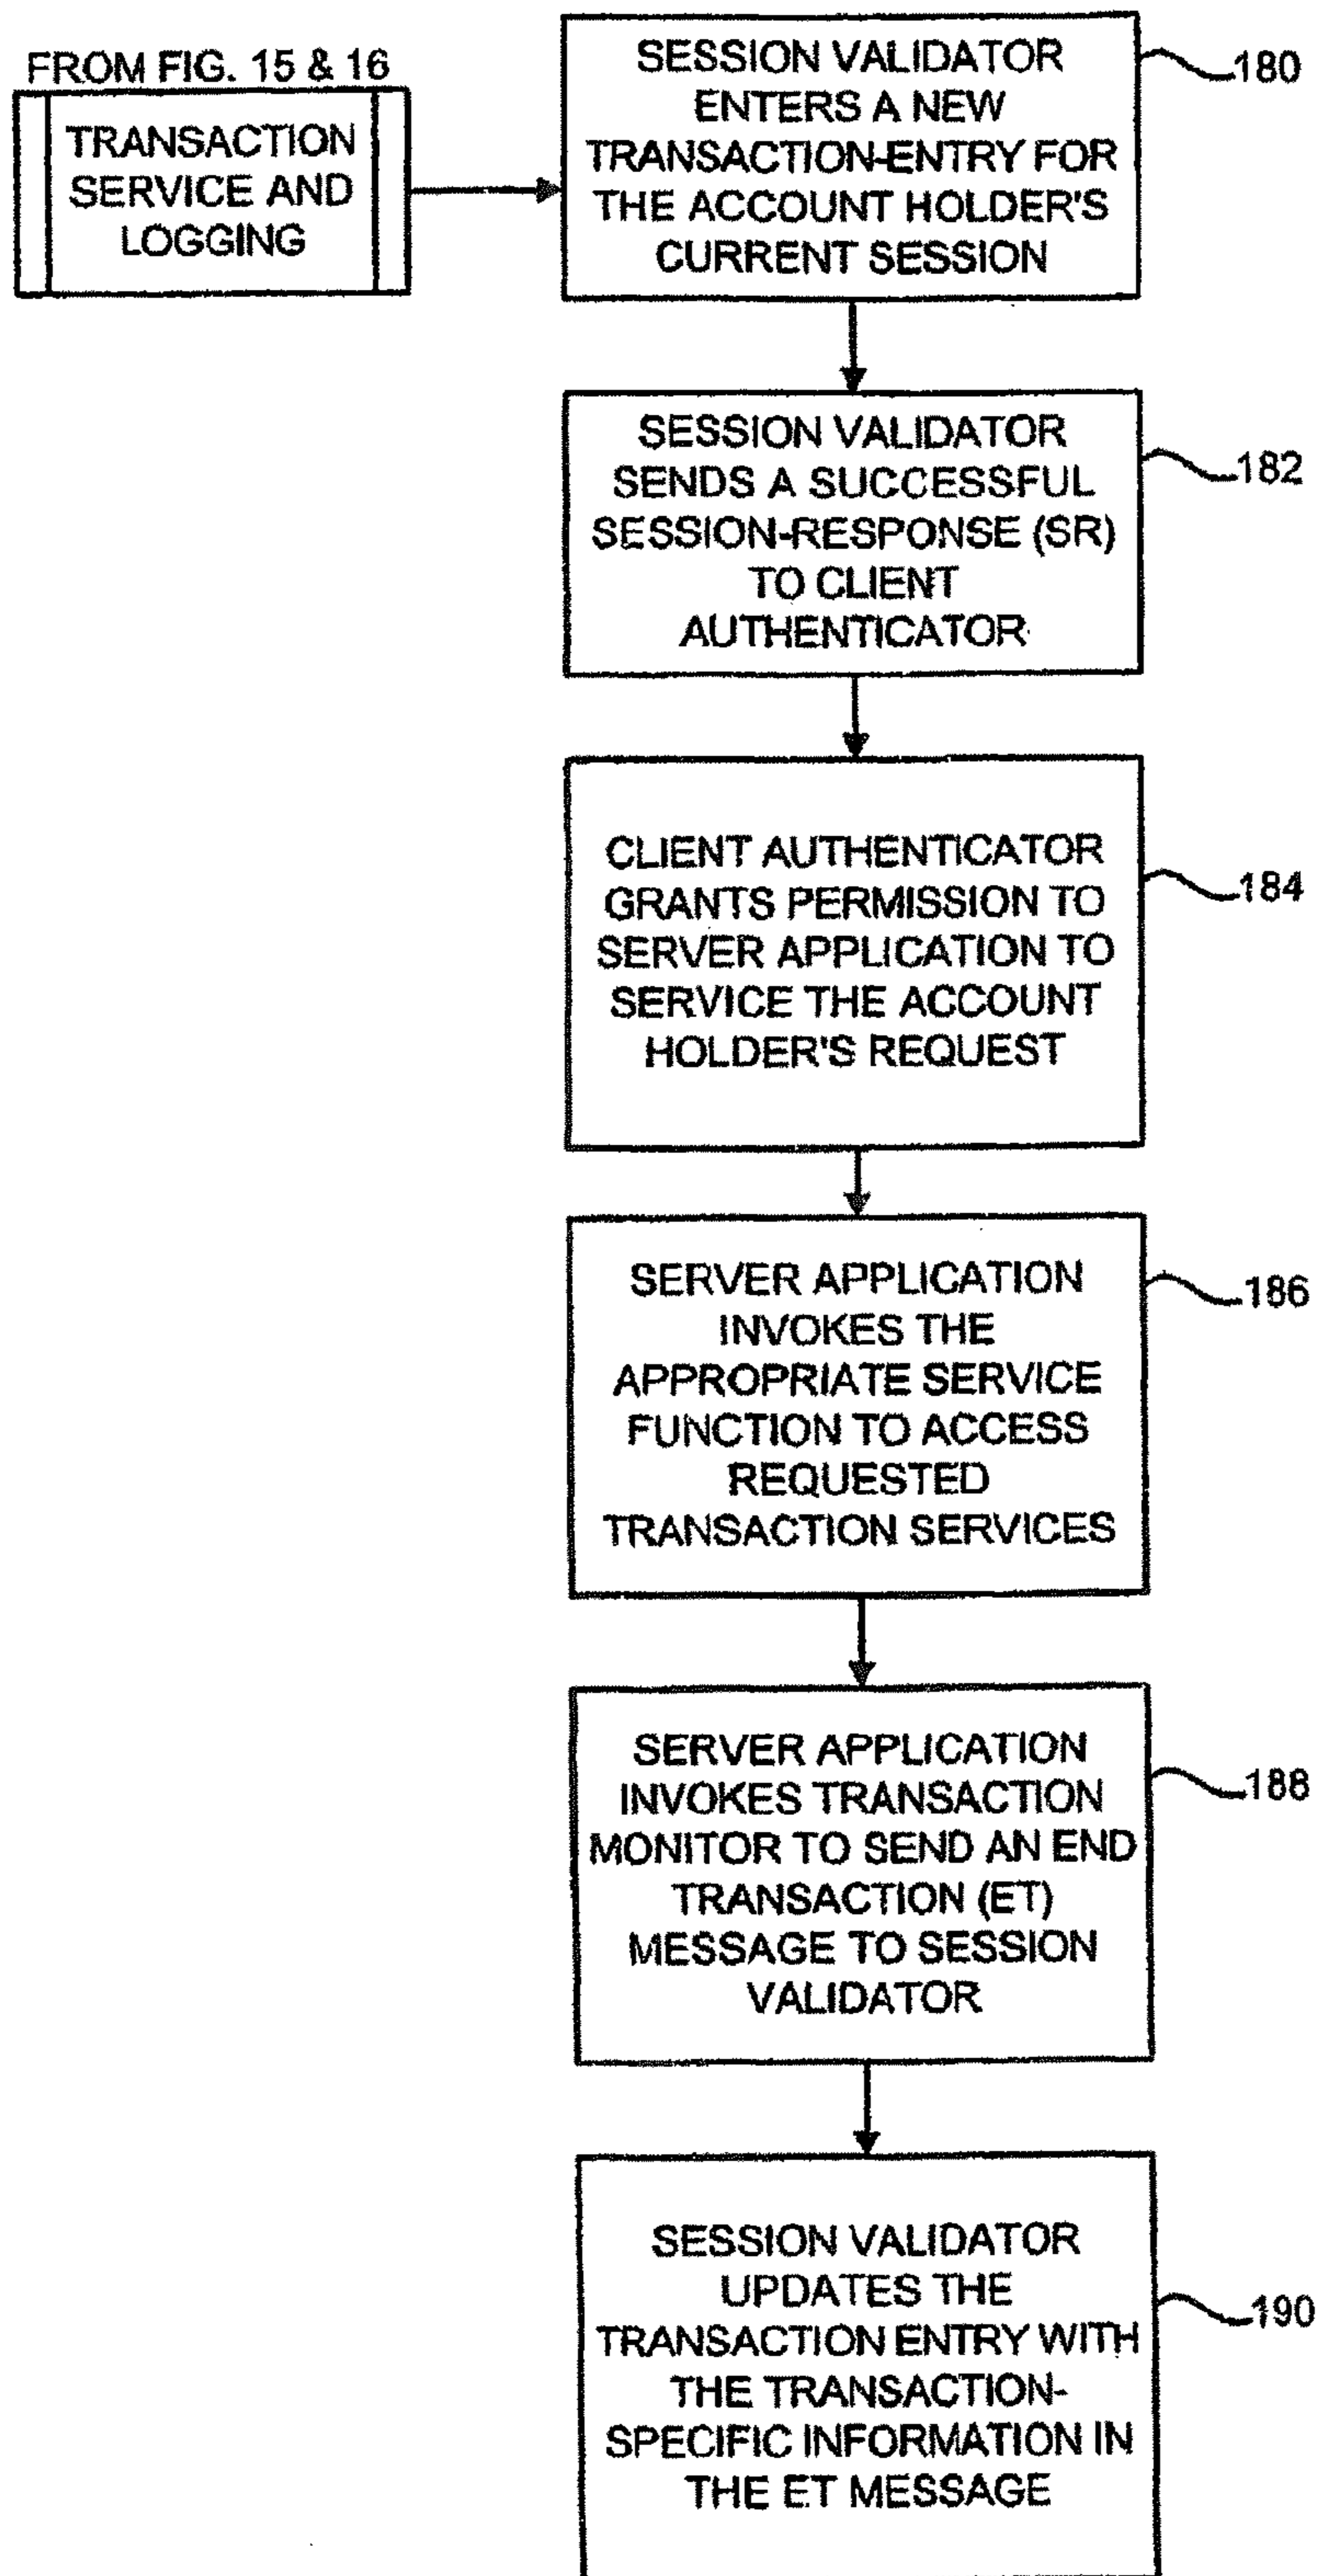 FROM FIG. 15 & 16
TRANSACTION
SERVICE AND
LOGGING
SESSION VALIDATOR
ENTERS A NEW
TRANSACTION-ENTRY FOR
THE ACCOUNT HOLDER'S
CURRENT SESSION
180
SESSION VALIDATOR
SENDS A SUCCESSFUL
SESSION-RESPONSE (SR)
TO CLIENT
AUTHENTICATOR
182
CLIENT AUTHENTICATOR
GRANTS PERMISSION TO
SERVER APPLICATION TO
SERVICE THE ACCOUNT
HOLDER'S REQUEST
184
SERVER APPLICATION
INVOKES THE
APPROPRIATE SERVICE
FUNCTION TO ACCESS
REQUESTED
TRANSACTION SERVICES
186
SERVER APPLICATION
INVOKES TRANSACTION
MONITOR TO SEND AN END
TRANSACTION (ET)
MESSAGE TO SESSION
VALIDATOR
188
SESSION VALIDATOR
UPDATES THE
TRANSACTION ENTRY WITH
THE TRANSACTION-
SPECIFIC INFORMATION IN
THE ET MESSAGE
190